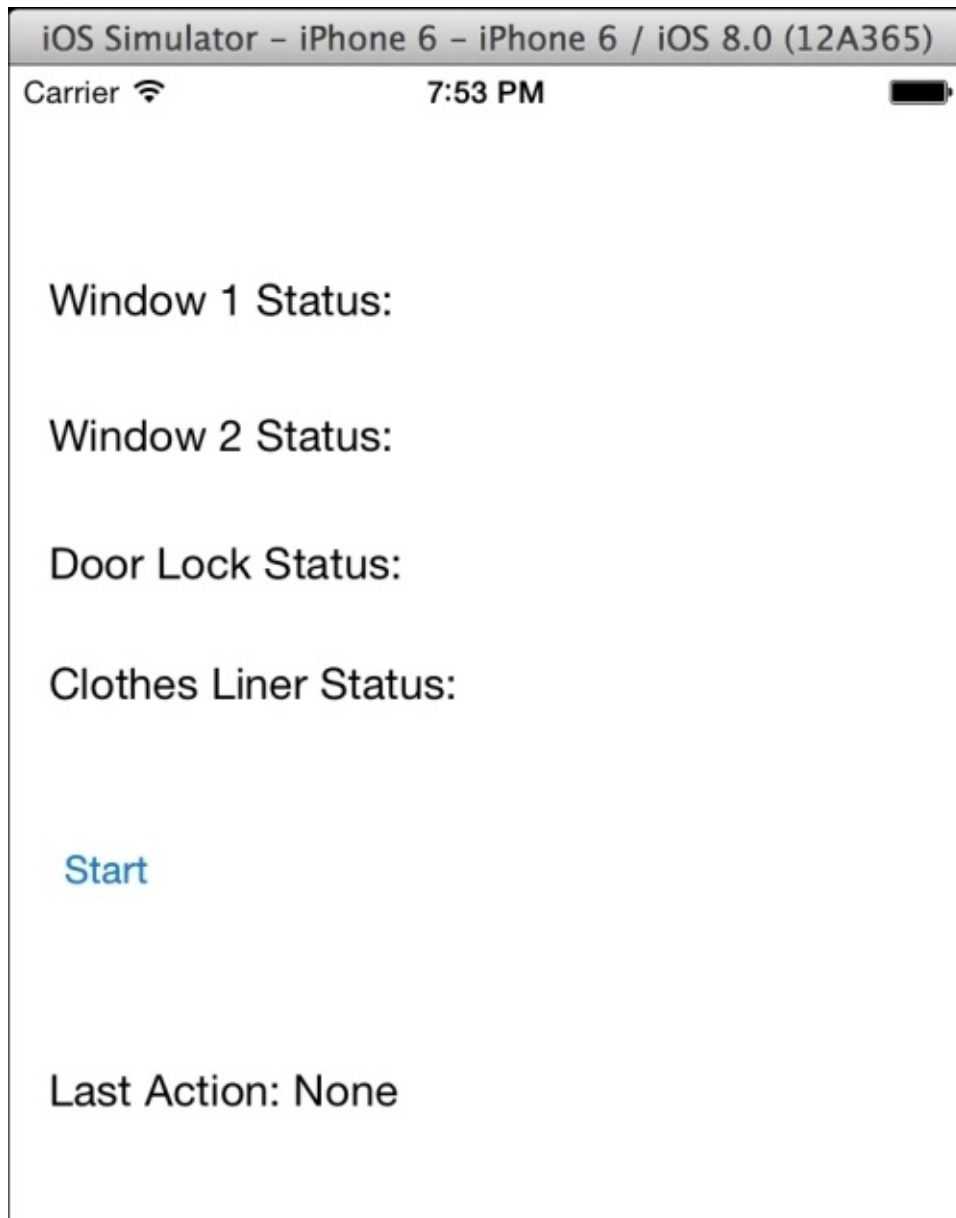 iOS Simulator – iPhone 6 – iPhone 6 / iOS 8.0 (12A365)
Carrier 7:53 PM
Window 1 Status:
Window 2 Status:
Door Lock Status:
Clothes Liner Status:
Start
Last Action: None